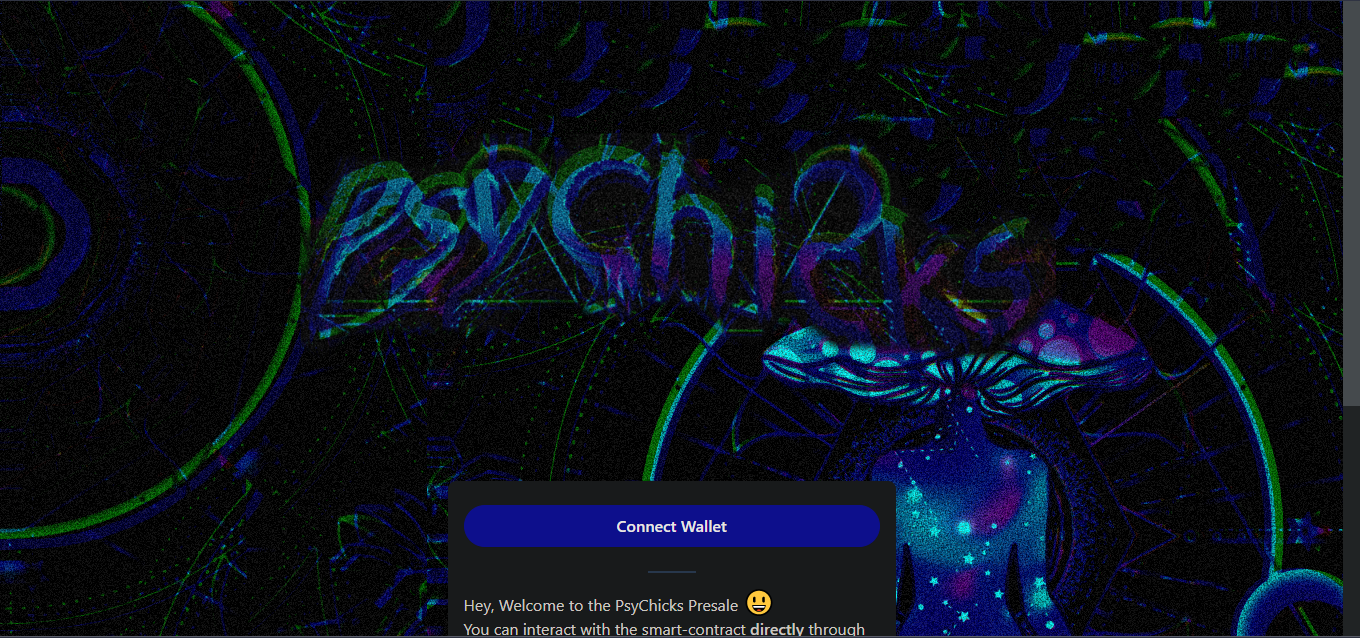 PsyChicks
Connect Wallet
Hey, Welcome to the PsyChicks Presale 😃
You can interact with the smart-contract directly through